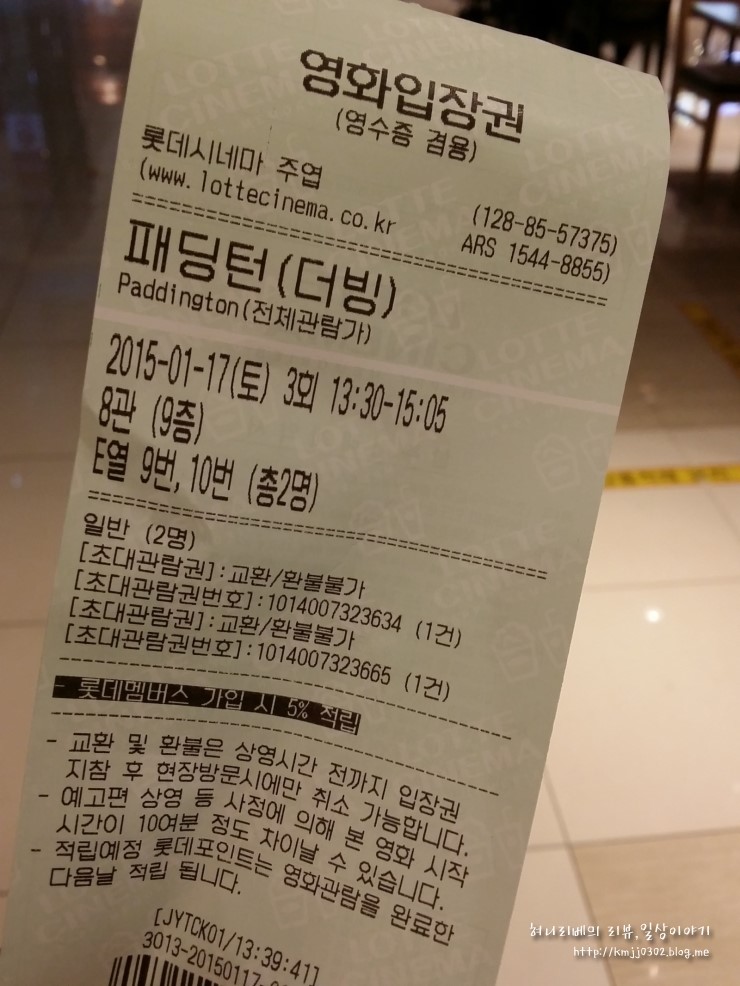 영화입장권
(영수증 겸용)
롯데시네마 주엽
(128-85-57375)
(www.lottecinema.co.kr
ARS 1544-8855)
패딩턴(더빙)
Paddington(전체관람가)
2015-01-17(토) 3회 13:30-15:05
8관 (9층)
E열 9번,10번 (총2명)
일반 (2명)
[초대관람권]:교환/환불불가
[초대관람권번호]:1014007323634 (1건)
[초대관람권]:교환/환불불가
[초대관람권번호]:1014007323665 (1건)
- 롯데멤버스 가입 시 5% 적립
- 교환 및 환불은 상영시간 전까지 입장권
지참 후 현장방문시에만 취소 가능합니다.
- 예고편 상영 등 사정에 의해 본 영화 시작
시간이 10여분 정도 차이날 수 있습니다.
- 적립예정 롯데포인트는 영화관람을 완료한
다음날 적립 됩니다.
[JYTCK01/13:39:41]
3013-20150117-
허니리베의 리뷰,일상이야기
http://kmjj0302.blog.me
LOTTE
CINEMA